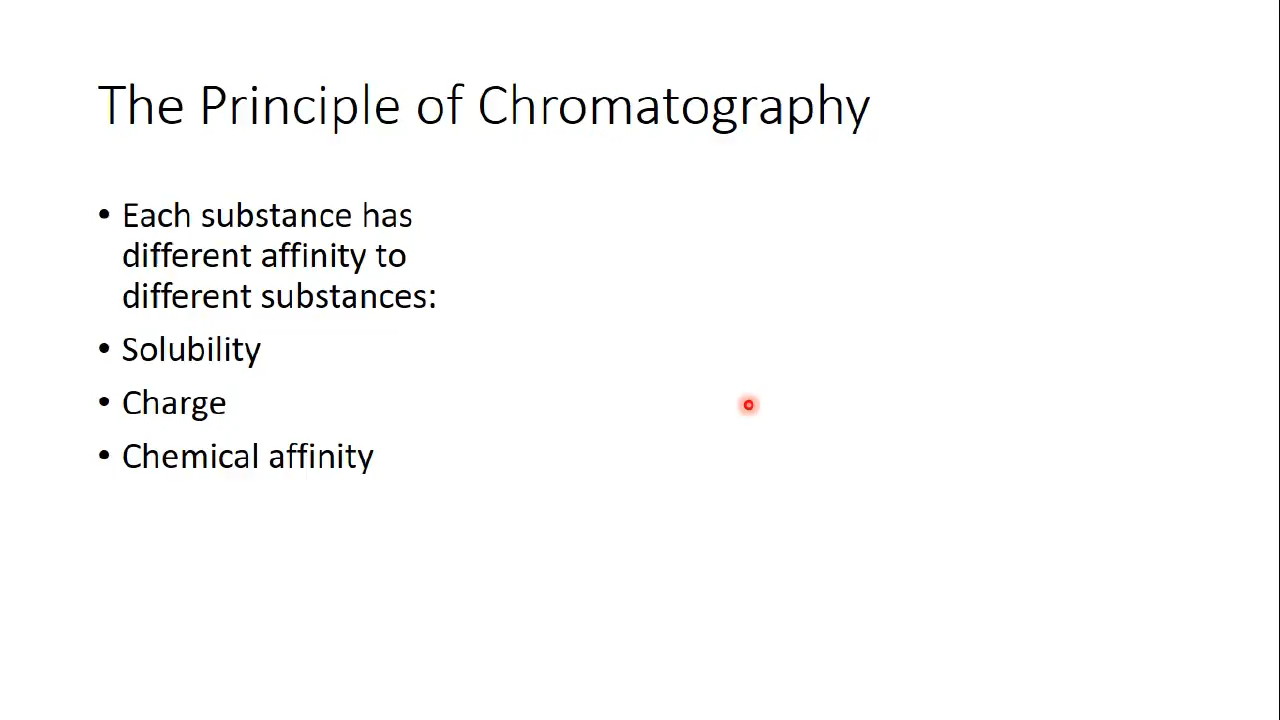 The Principle of Chromatography
• Each substance has
different affinity to
different substances:
• Solubility
• Charge
• Chemical affinity